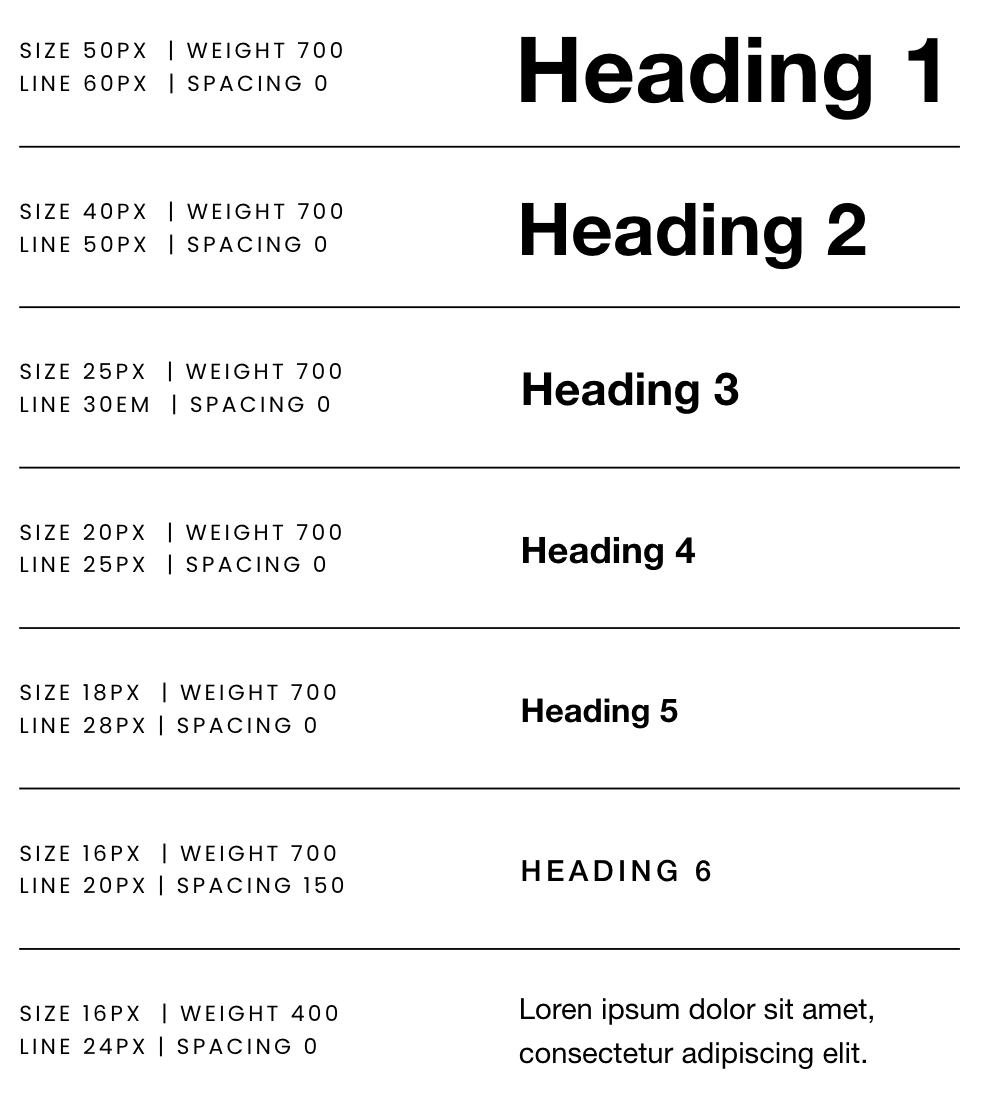 SIZE 50PX | WEIGHT 700
LINE 60PX | SPACING 0
Heading 1
SIZE 40PX | WEIGHT 700
LINE 50PX | SPACING 0
Heading 2
SIZE 25PX | WEIGHT 700
LINE 30EM | SPACING 0
Heading 3
SIZE 20PX | WEIGHT 700
LINE 25PX | SPACING 0
Heading 4
SIZE 18PX | WEIGHT 700
LINE 28PX | SPACING 0
Heading 5
SIZE 16PX | WEIGHT 700
LINE 20PX | SPACING 150
HEADING 6
SIZE 16PX | WEIGHT 400
LINE 24PX | SPACING 0
Loren ipsum dolor sit amet,
consectetur adipiscing elit.